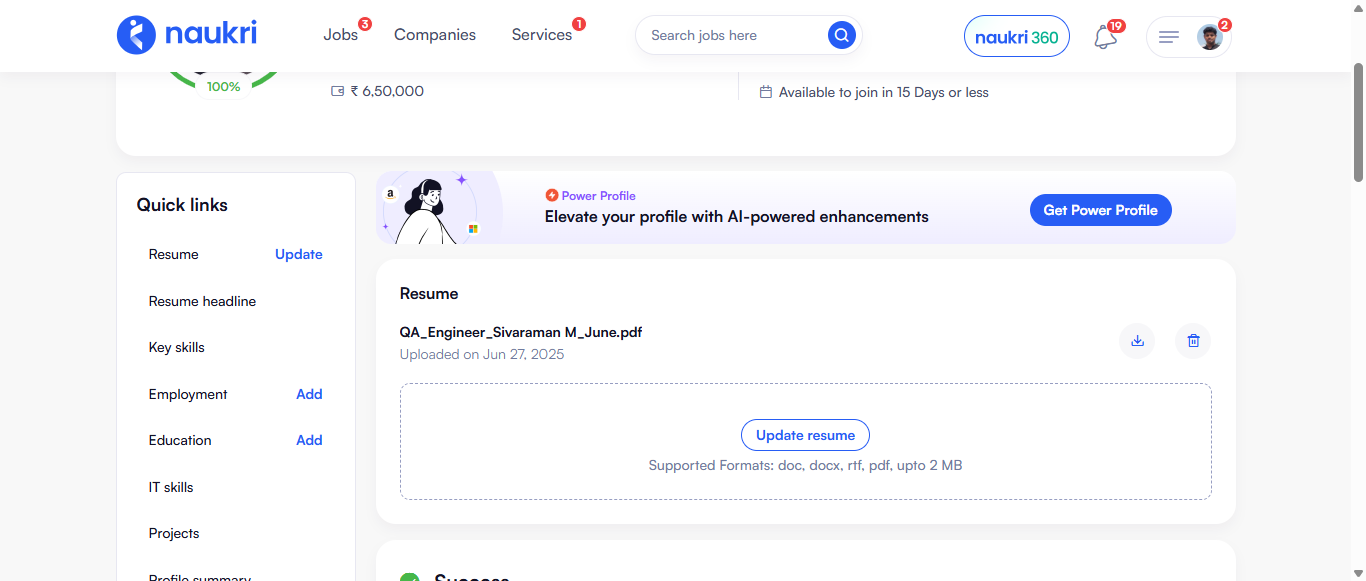 naukri
Jobs 3
Companies
Services 1
Search jobs here
naukri 360
19
2
100%
₹ 6,50,000
Available to join in 15 Days or less
Quick links
Resume Update
Resume headline
Key skills
Employment Add
Education Add
IT skills
Projects
Profile summary
a
Power Profile
Elevate your profile with AI-powered enhancements
Get Power Profile
Resume
QA_Engineer_Sivaraman M_June.pdf
Uploaded on Jun 27, 2025
Update resume
Supported Formats: doc, docx, rtf, pdf, upto 2 MB
Success